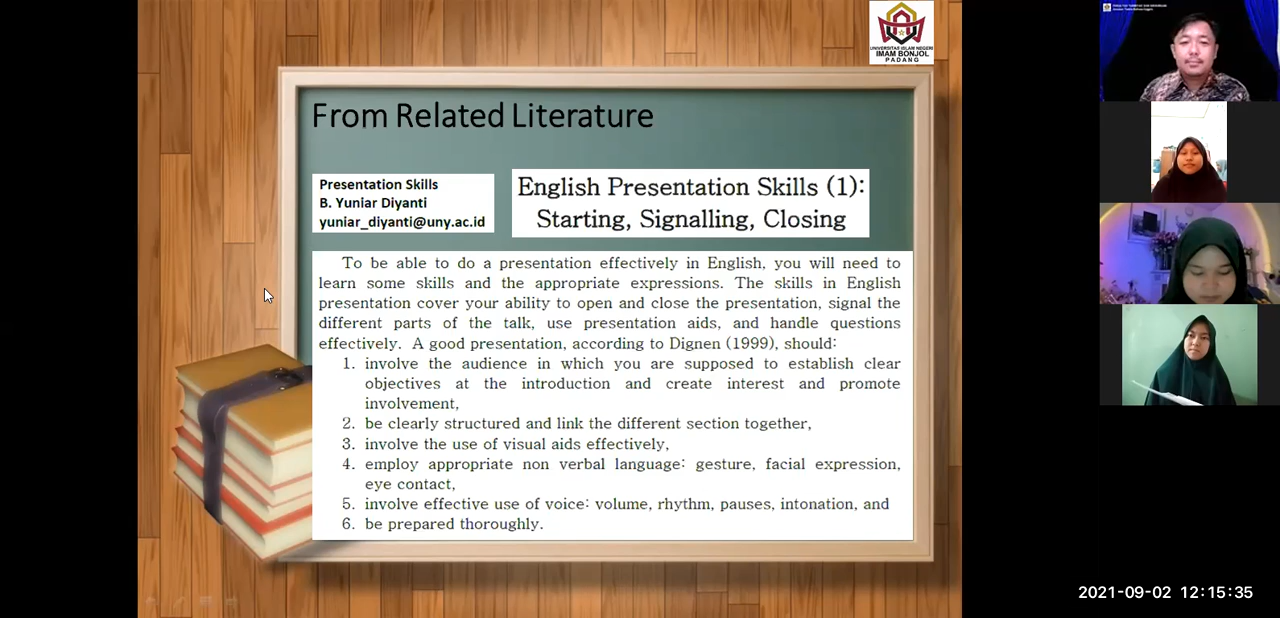 UNIVERSITAS ISLAM NEGERI
IMAM BONJOL
PADANG
From Related Literature
Presentation Skills
B. Yuniar Diyanti
yuniar_diyanti@uny.ac.id
English Presentation Skills (1):
Starting, Signalling, Closing
To be able to do a presentation effectively in English, you will need to
learn some skills and the appropriate expressions. The skills in English
presentation cover your ability to open and close the presentation, signal the
different parts of the talk, use presentation aids, and handle questions
effectively. A good presentation, according to Dignen (1999), should:
1. involve the audience in which you are supposed to establish clear
objectives at the introduction and create interest and promote
involvement,
2. be clearly structured and link the different section together,
3. involve the use of visual aids effectively,
4. employ appropriate non verbal language: gesture, facial expression,
eye contact,
5. involve effective use of voice: volume, rhythm, pauses, intonation, and
6. be prepared thoroughly.
2021-09-02 12:15:35